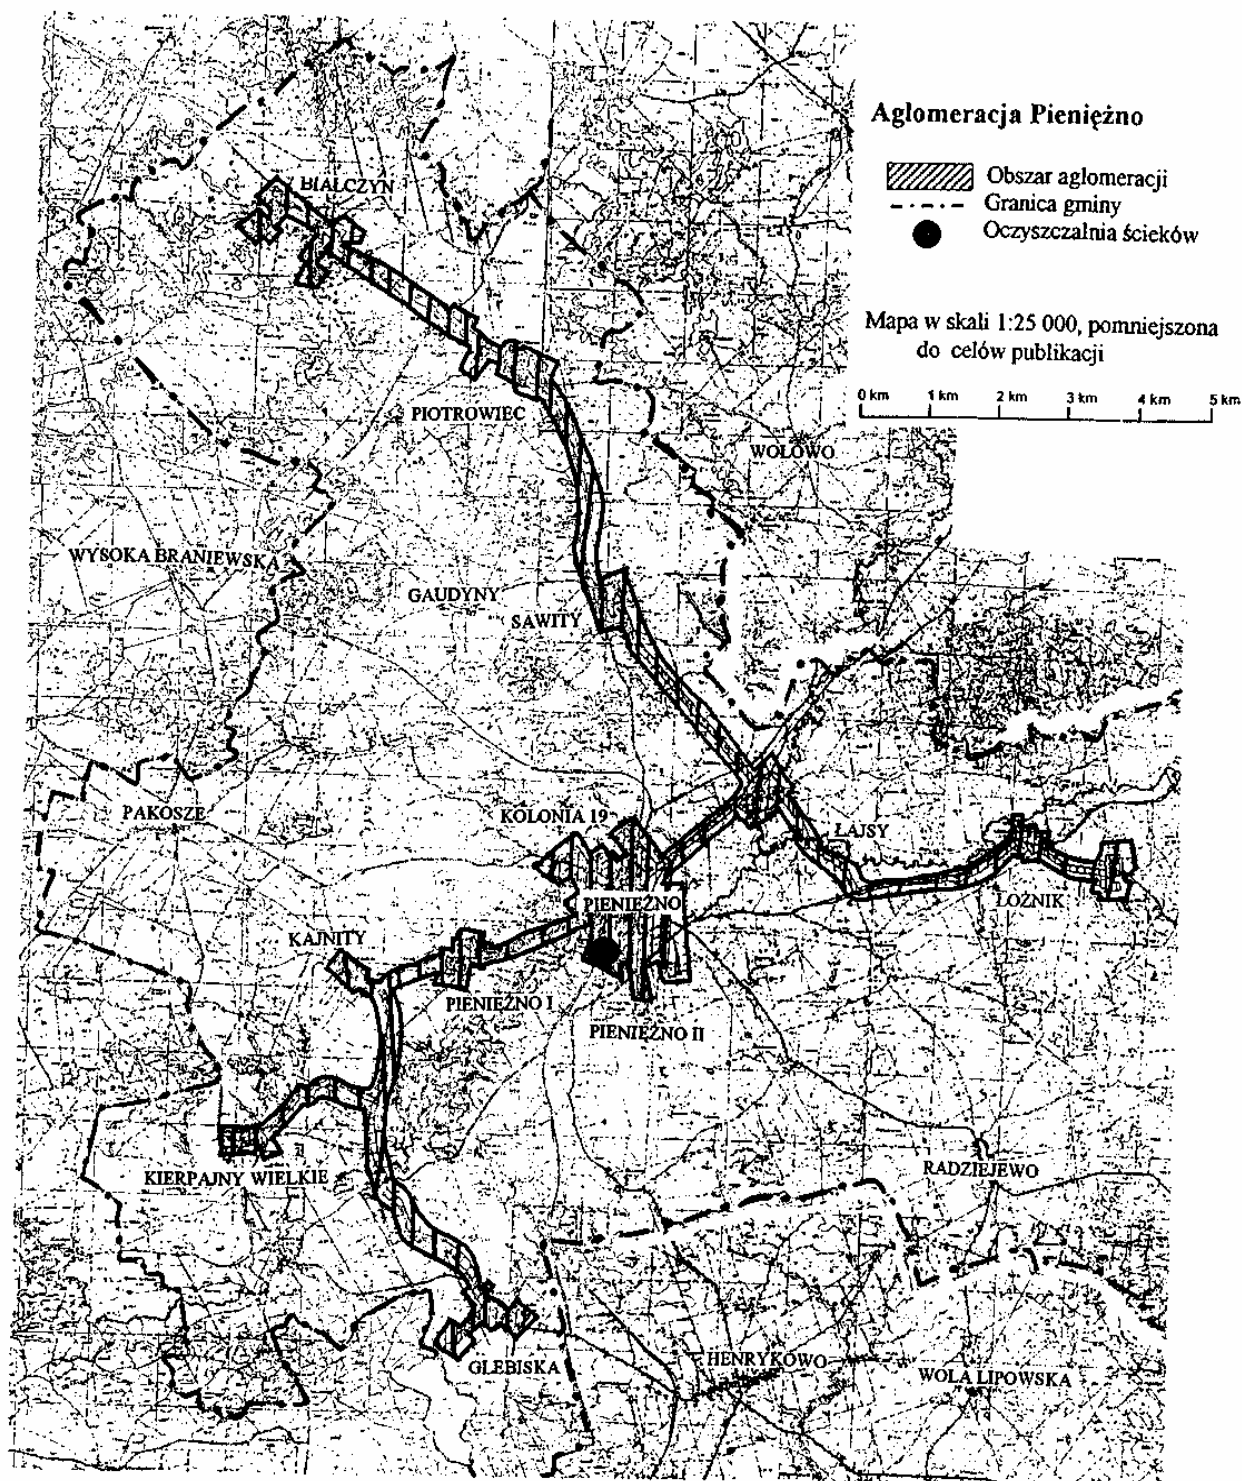 Aglomeracja Pieniężno
Obszar aglomeracji
Granica gminy
Oczyszczalnia ścieków
Mapa w skali 1:25 000, pomniejszona
do celów publikacji
0 km 1 km 2 km 3 km 4 km 5 km
BIAŁCZYN
PIOTROWIEC
WOŁOWO
WYSOKA BRANIEWSKA
GAUDYNY
SAWITY
PAKOSZE
KOLONIA 19
ŁAJSY
PIENIĘŻNO
ŁOŹNIK
KAJNITY
PIENIĘŻNO I
PIENIĘŻNO II
KIERPAJNY WIELKIE
RADZIEJEWO
GŁĘBISKA
HENRYKOWO
WOLA LIPOWSKA